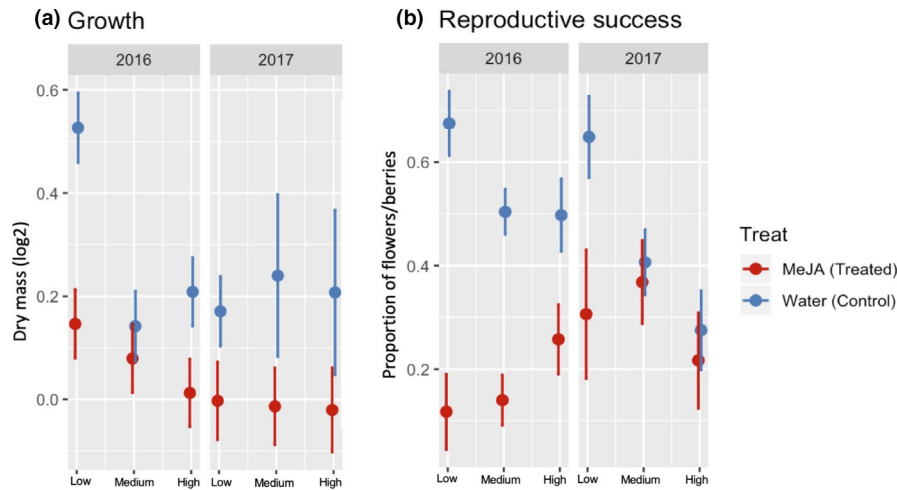 (a) Growth
2016 2017
Dry mass (log2)
0.6
0.4
0.2
0.0
Low Medium High Low Medium High
(b) Reproductive success
2016 2017
Proportion of flowers/berries
0.6
0.4
0.2
Low Medium High Low Medium High
Treat
MeJA (Treated)
Water (Control)